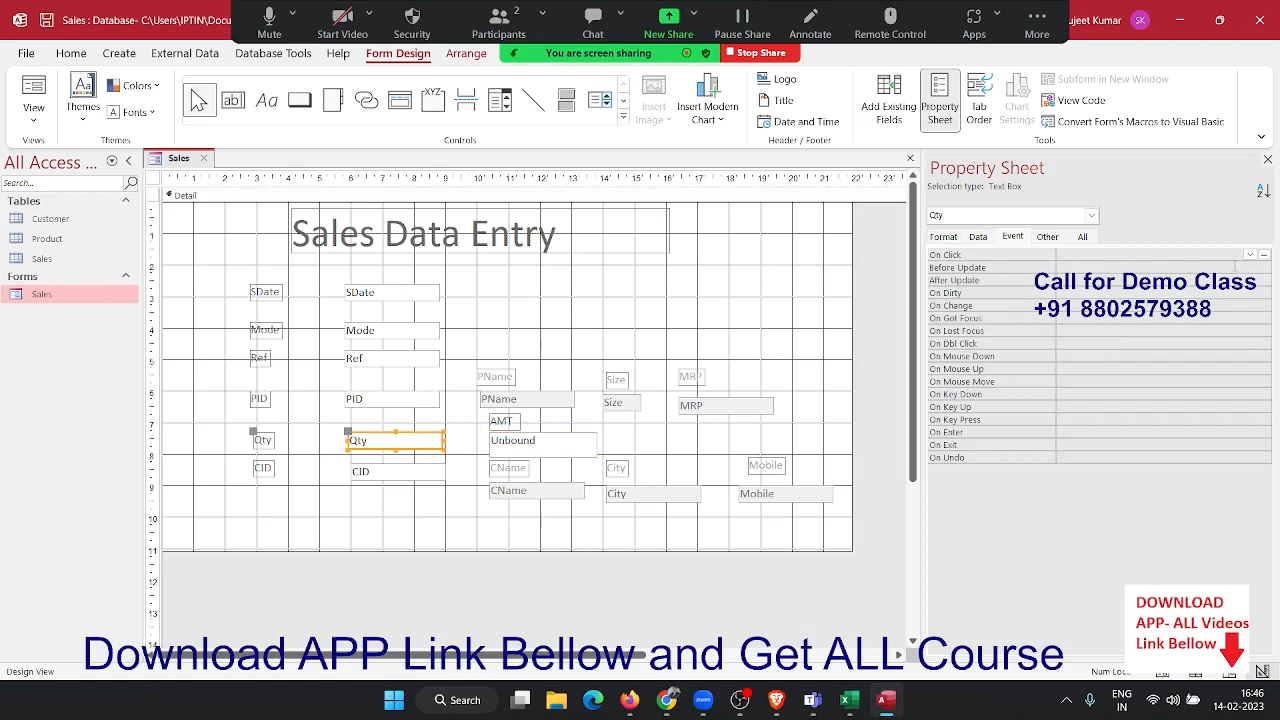 Sales : Database- C:\Users\IPTIN\Docu
Mute
Start Video
Security
2
Participants
Chat
New Share
Pause Share
Annotate
Remote Control
Apps
More
ujeet Kumar
SK
File
Home
Create
External Data
Database Tools
Form Design
Arrange
You are screen sharing
Stop Share
View
Views
Themes
Colors
Fonts
Themes
Aa
XYZ
Controls
Insert Image
Insert Modern Chart
Logo
Title
Date and Time
Header / Footer
Add Existing Fields
Property Sheet
Tab Order
Chart Settings
Subform in New Window
View Code
Convert Form's Macros to Visual Basic
Tools
All Access ...
Search...
Tables
Customer
Product
Sales
Forms
Sales
Sales
Detail
Sales Data Entry
SDate
SDate
Mode
Mode
Ref
Ref
PName
Size
MRP
PID
PID
PName
Size
MRP
AMT
Qty
Qty
Unbound
CID
CID
CName
City
Mobile
CName
City
Mobile
Property Sheet
Selection type: Text Box
Qty
Format
Data
Event
Other
All
On Click
Before Update
After Update
On Dirty
On Change
On Got Focus
On Lost Focus
On Dbl Click
On Mouse Down
On Mouse Up
On Mouse Move
On Key Down
On Key Up
On Key Press
On Enter
On Exit
On Undo
Call for Demo Class
+91 8802579388
DOWNLOAD
APP- ALL Videos
Link Bellow
Download APP Link Bellow and Get ALL Course
Design View
Num Loc
Search
zoom
ENG
IN
16:46
14-02-2023